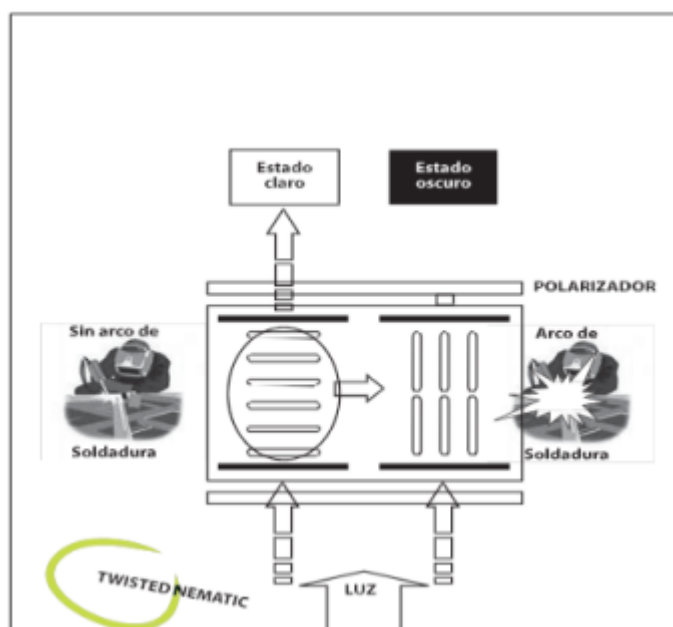 Estado
claro
Estado
oscuro
POLARIZADOR
Sin arco de
Soldadura
Arco de
Soldadura
TWISTED NEMATIC
LUZ